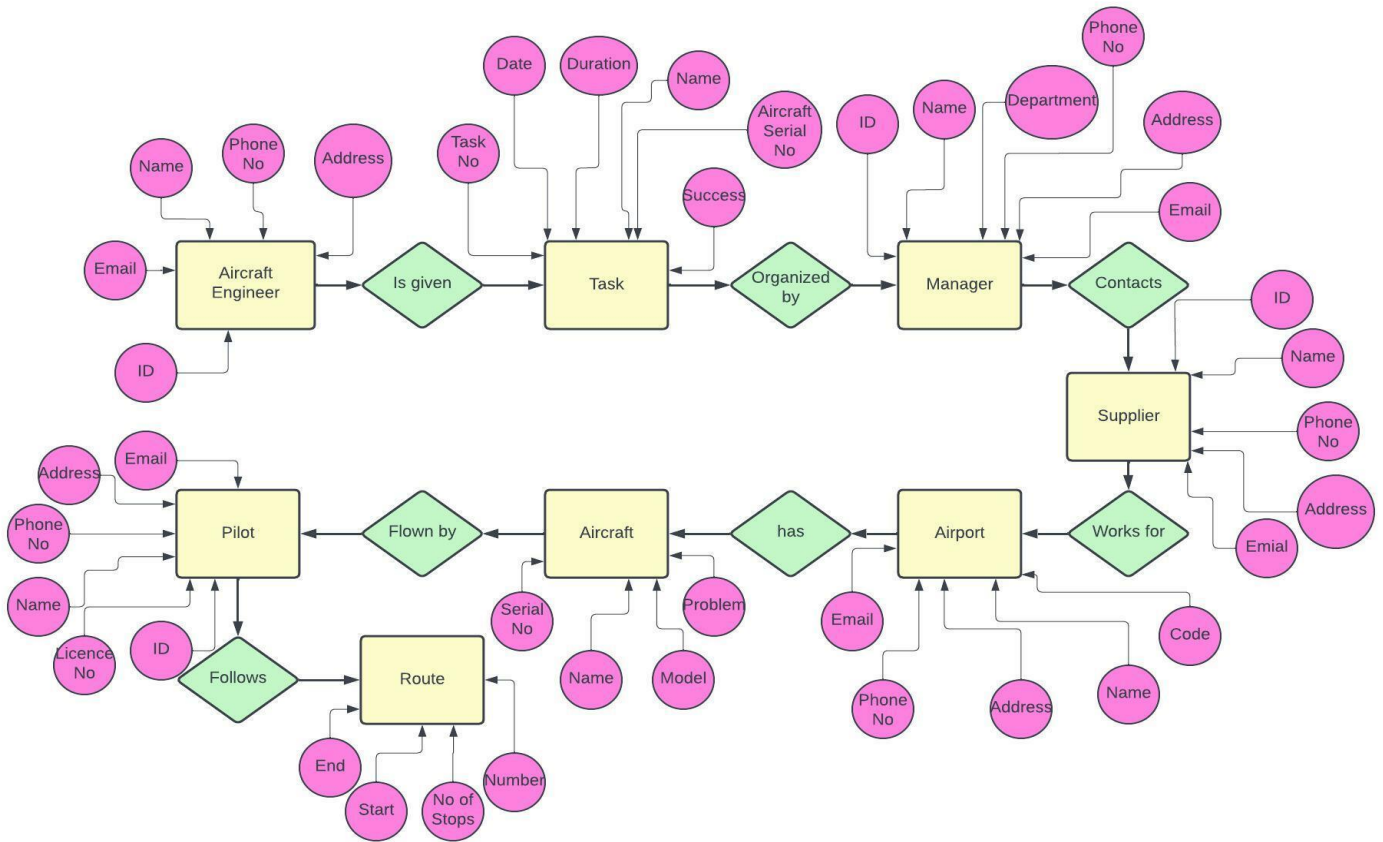 Phone
No
Date
Duration
Name
Aircraft
Serial
No
ID
Name
Department
Address
Name
Phone
No
Address
Task
No
Success
Email
Email
Aircraft
Engineer
Is given
Task
Organized
by
Manager
Contacts
ID
ID
Name
Supplier
Phone
No
Address
Emial
Address
Email
Phone
No
Pilot
Flown by
Aircraft
has
Airport
Works for
Name
Licence
No
ID
Serial
No
Problem
Email
Code
Follows
Route
Name
Model
Phone
No
Address
Name
End
Start
No of
Stops
Number